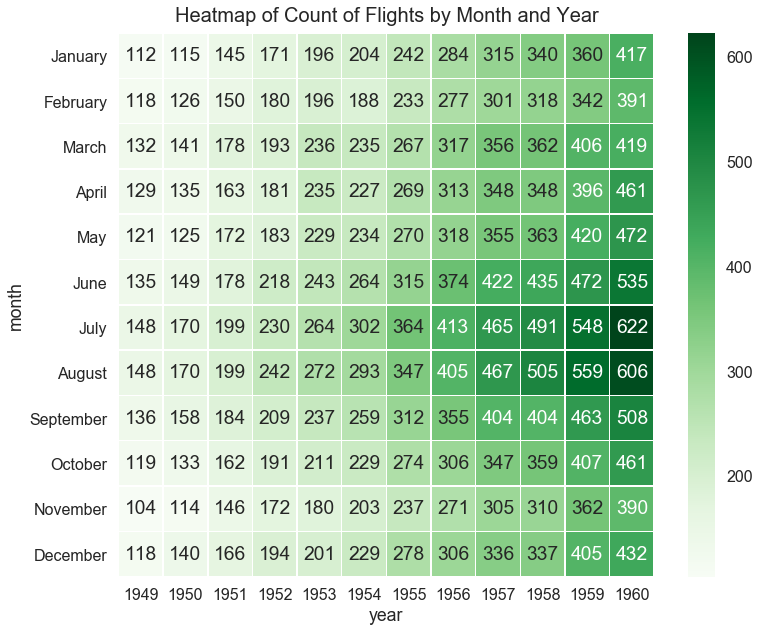 Heatmap of Count of Flights by Month and Year
January 112 115 145 171 196 204 242 284 315 340 360 417
February 118 126 150 180 196 188 233 277 301 318 342 391
March 132 141 178 193 236 235 267 317 356 362 406 419
April 129 135 163 181 235 227 269 313 348 348 396 461
May 121 125 172 183 229 234 270 318 355 363 420 472
June 135 149 178 218 243 264 315 374 422 435 472 535
July 148 170 199 230 264 302 364 413 465 491 548 622
August 148 170 199 242 272 293 347 405 467 505 559 606
September 136 158 184 209 237 259 312 355 404 404 463 508
October 119 133 162 191 211 229 274 306 347 359 407 461
November 104 114 146 172 180 203 237 271 305 310 362 390
December 118 140 166 194 201 229 278 306 336 337 405 432
1949 1950 1951 1952 1953 1954 1955 1956 1957 1958 1959 1960
year
month
600
500
400
300
200